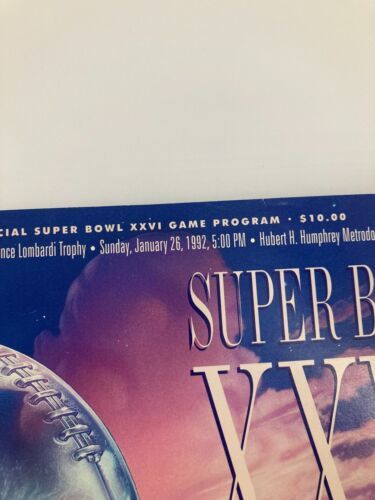 CIAL SUPER BOWL XXVI GAME PROGRAM · $10.00
nce Lombardi Trophy • Sunday, January 26, 1992, 5:00 PM • Hubert H. Humphrey Metrodo
SUPER B
XXV